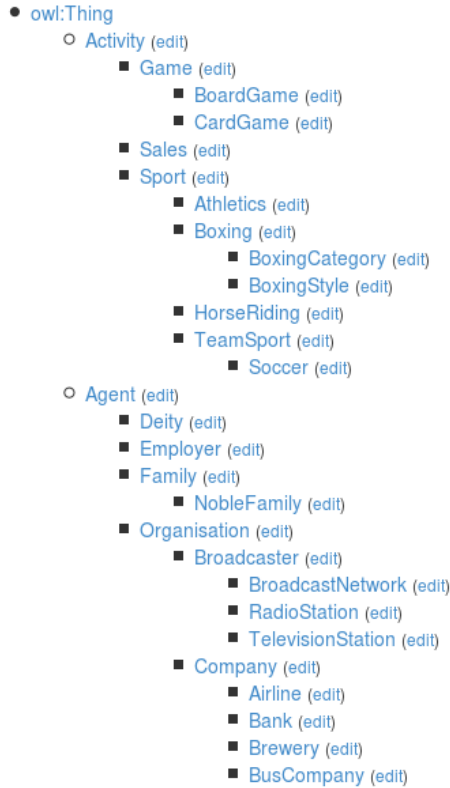 owl:Thing
Activity (edit)
Game (edit)
BoardGame (edit)
CardGame (edit)
Sales (edit)
Sport (edit)
Athletics (edit)
Boxing (edit)
BoxingCategory (edit)
BoxingStyle (edit)
HorseRiding (edit)
TeamSport (edit)
Soccer (edit)
Agent (edit)
Deity (edit)
Employer (edit)
Family (edit)
NobleFamily (edit)
Organisation (edit)
Broadcaster (edit)
BroadcastNetwork (edit)
RadioStation (edit)
TelevisionStation (edit)
Company (edit)
Airline (edit)
Bank (edit)
Brewery (edit)
BusCompany (edit)